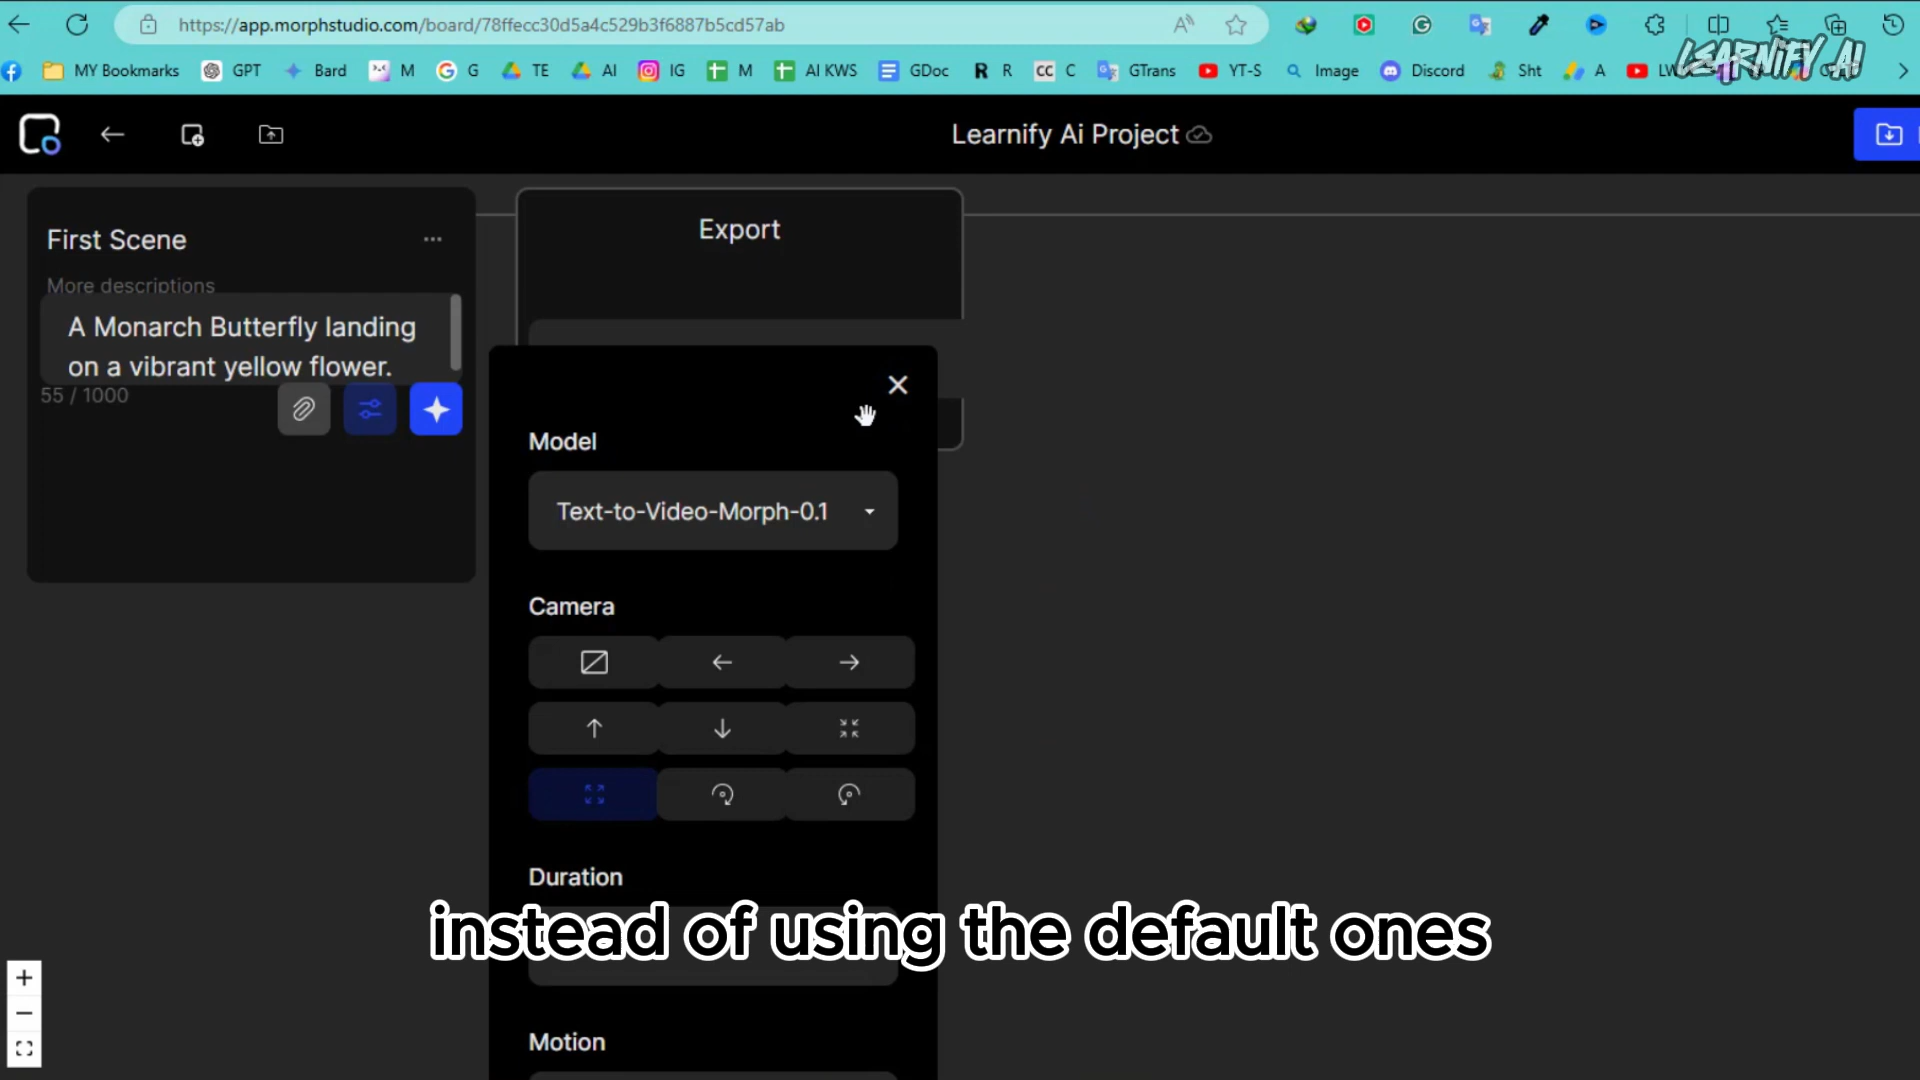 https://app.morphstudio.com/board/78ffecc30d5a4c529b3f6887b5cd57ab
MY Bookmarks GPT Bard M G TE AI IG M AI KWS GDoc R CC C GTrans YT-S Image Discord Sht A LW
LEARNIFY AI
Learnify Ai Project
First Scene
More descriptions
A Monarch Butterfly landing
on a vibrant yellow flower.
55 / 1000
Export
Model
Text-to-Video-Morph-0.1
Camera
Duration
instead of using the default ones
Motion